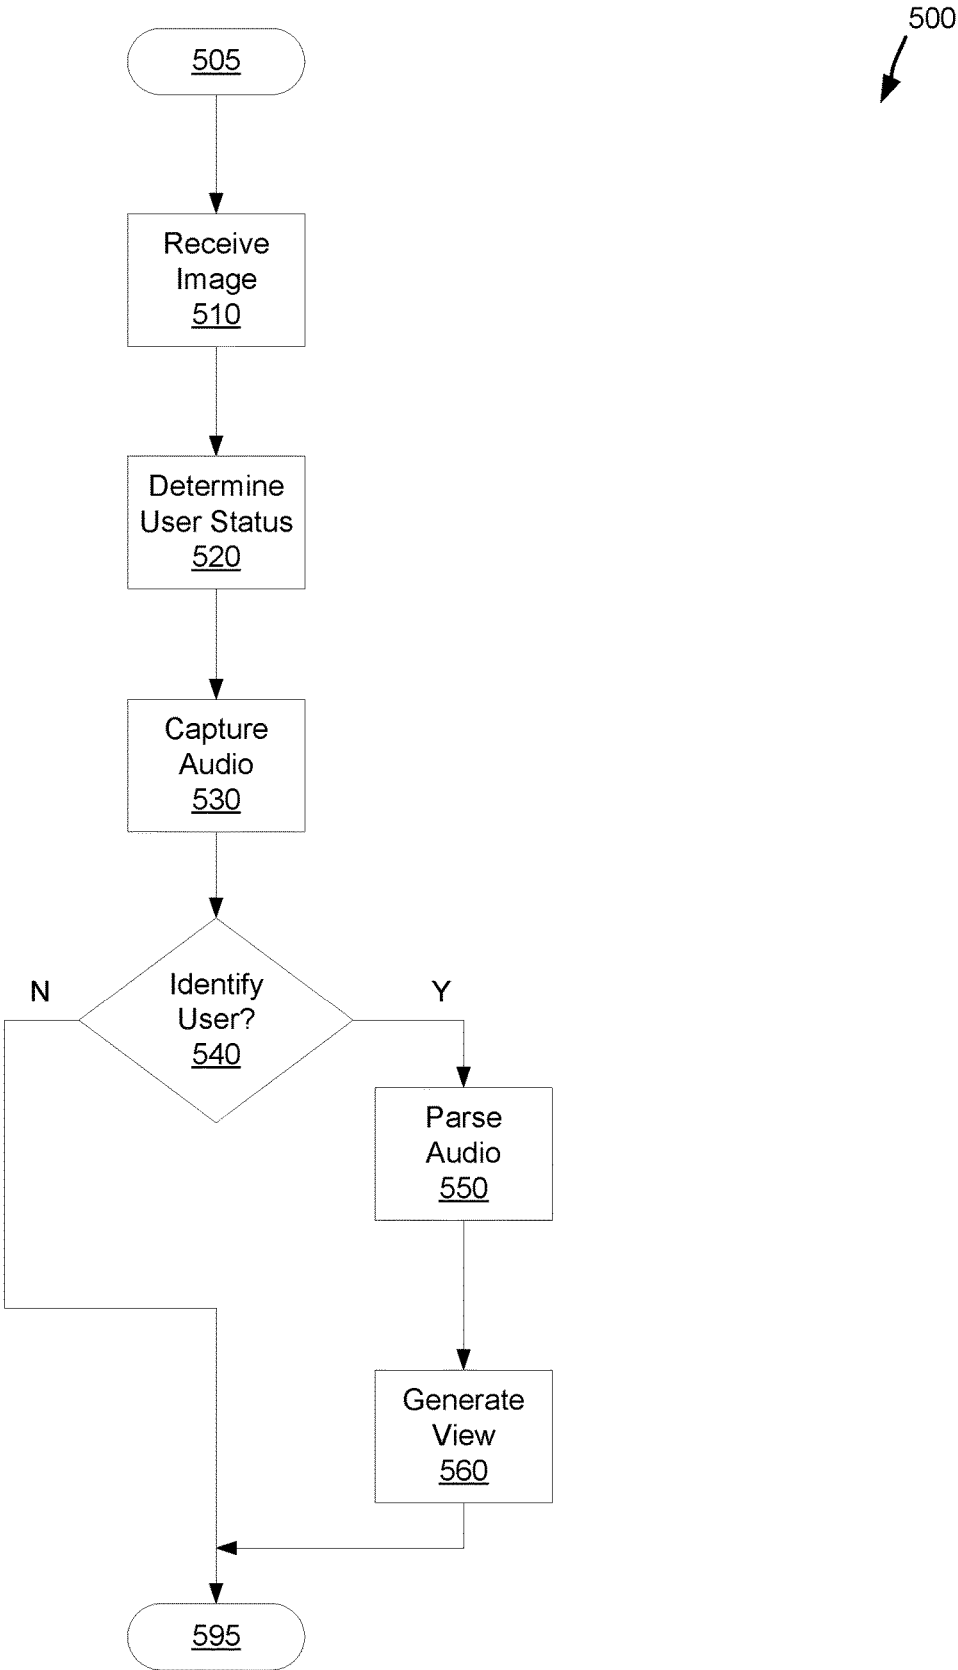 500
505
Receive
Image
510
Determine
User Status
520
Capture
Audio
530
Identify
User?
540
N
Y
Parse
Audio
550
Generate
View
560
595